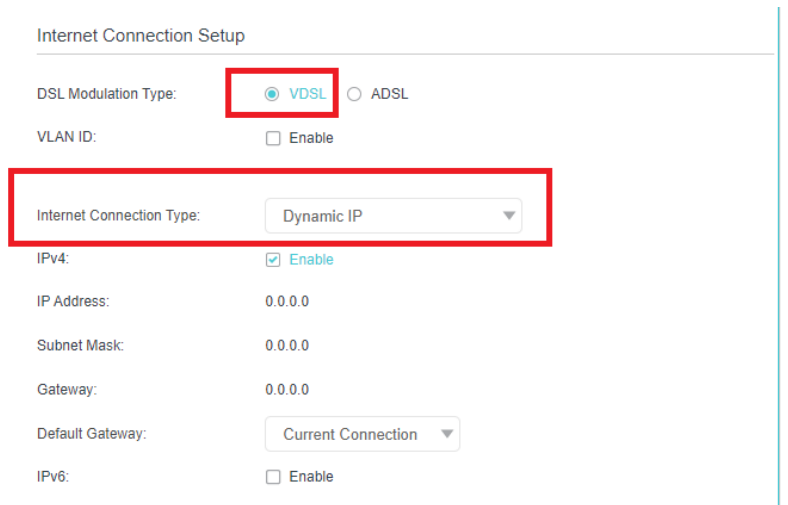 Internet Connection Setup
DSL Modulation Type: VDSL ADSL
VLAN ID: Enable
Internet Connection Type: Dynamic IP
IPv4: Enable
IP Address: 0.0.0.0
Subnet Mask: 0.0.0.0
Gateway: 0.0.0.0
Default Gateway: Current Connection
IPv6: Enable